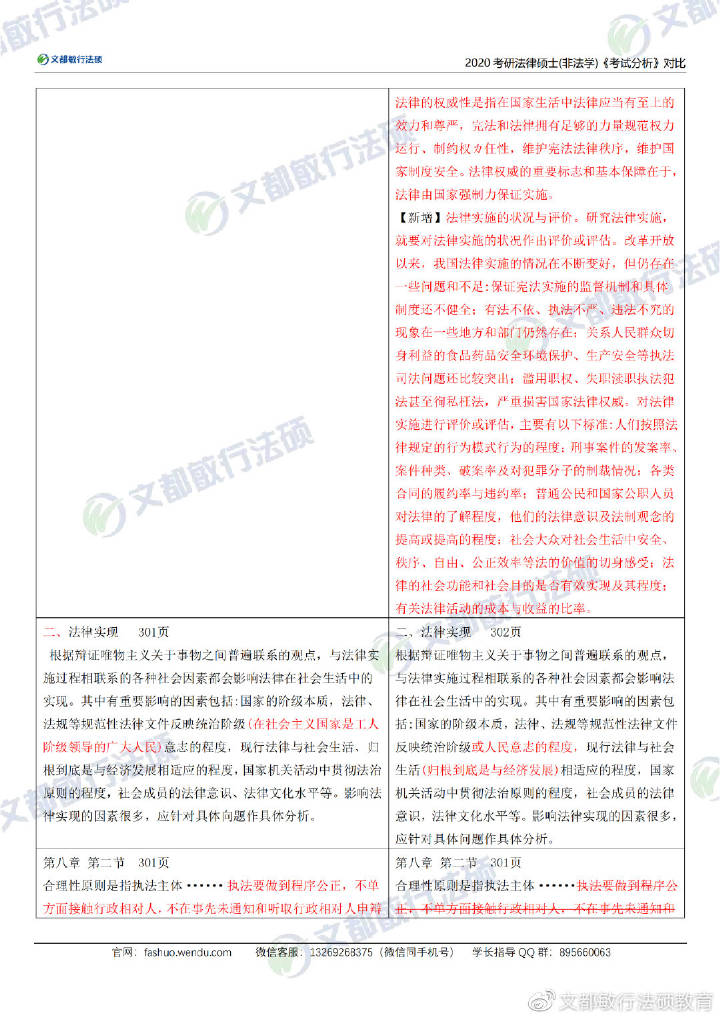 文都敏行法硕
2020考研法律硕士(非法学)《考试分析》对比
法律的权威性是指在国家生活中法律应当有至上的
效力和尊严，宪法和法律拥有足够的力量规范权力
运行、制约权力任性，维护宪法法律秩序，维护国
家制度安全。法律权威的重要标志和基本保障在于，
法律由国家强制力保证实施。
【新增】法律实施的状况与评价。研究法律实施，
就要对法律实施的状况作出评价或评估。改革开放
以来，我国法律实施的情况在不断变好，但仍存在
一些问题和不足:保证宪法实施的监督机制和具体
制度还不健全；有法不依、执法不严、违法不究的
现象在一些地方和部门仍然存在；关系人民群众切
身利益的食品药品安全环境保护、生产安全等执法
司法问题还比较突出；滥用职权、失职渎职执法犯
法甚至徇私枉法，严重损害国家法律权威。对法律
实施进行评价或评估，主要有以下标准:人们按照法
律规定的行为模式行为的程度；刑事案件的发案率、
案件种类、破案率及对犯罪分子的制裁情况；各类
合同的履约率与违约率；普通公民和国家公职人员
对法律的了解程度，他们的法律意识及法制观念的
提高或提高的程度；社会大众对社会生活中安全、
秩序、自由、公正效率等法的价值的切身感受；法
律的社会功能和社会目的是否有效实现及其程度；
有关法律活动的成本与收益的比率。
二、法律实现 301页
根据辩证唯物主义关于事物之间普遍联系的观点，与法律实
施过程相联系的各种社会因素都会影响法律在社会生活中的
实现。其中有重要影响的因素包括:国家的阶级本质，法律、
法规等规范性法律文件反映统治阶级(在社会主义国家是工人
阶级领导的广大人民)意志的程度，现行法律与社会生活、归
根到底是与经济发展相适应的程度,国家机关活动中贯彻法治
原则的程度，社会成员的法律意识、法律文化水平等。影响法
律实现的因素很多，应针对具体问题作具体分析。
二、法律实现 302页
根据辩证唯物主义关于事物之间普遍联系的观点，
与法律实施过程相联系的各种社会因素都会影响法
律在社会生活中的实现。其中有重要影响的因素包
括:国家的阶级本质，法律、法规等规范性法律文件
反映统治阶级或人民意志的程度，现行法律与社会
生活(归根到底是与经济发展)相适应的程度，国家
机关活动中贯彻法治原则的程度，社会成员的法律
意识，法律文化水平等。影响法律实现的因素很多，
应针对具体问题作具体分析。
第八章 第二节 301页
合理性原则是指执法主体······执法要做到程序公正，不单
方面接触行政相对人，不在事先未通知和听取行政相对人申辩
第八章 第二节 301页
合理性原则是指执法主体······执法要做到程序公
正，不单方面接触行政相对人，不在事先未通知和
官网：fashuo.wendu.com 微信客服：13269268375（微信同手机号） 学长指导QQ群：895660063
@文都敏行法硕教育